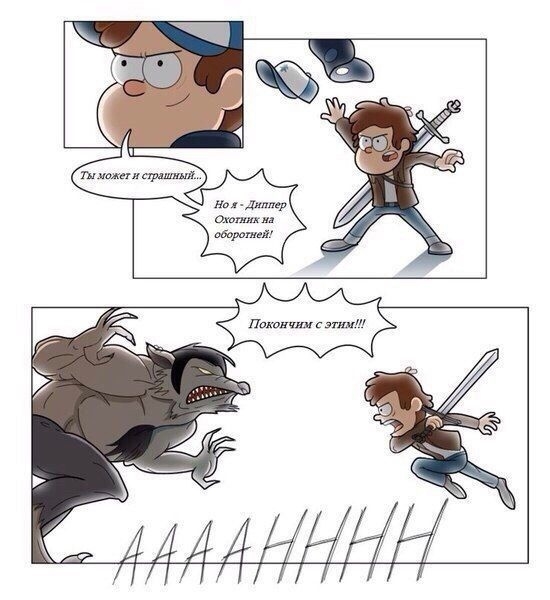 Ты может и страшный...
Но я - Диппер
Охотник на
оборотней!
Покончим с этим!!!
AAAAHHHH